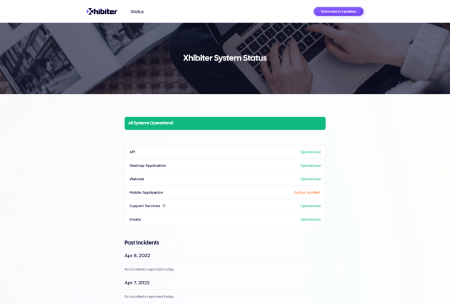 Xhibiter
Status
Subscribe to Updates
Xhibiter System Status
All Systems Operational
API
Operational
Desktop Application
Operational
Website
Operational
Mobile Application
Active Incident
Support Services
Operational
Emails
Operational
Past Incidents
Apr 8, 2022
No incidents reported today.
Apr 7, 2022
No incidents reported today.